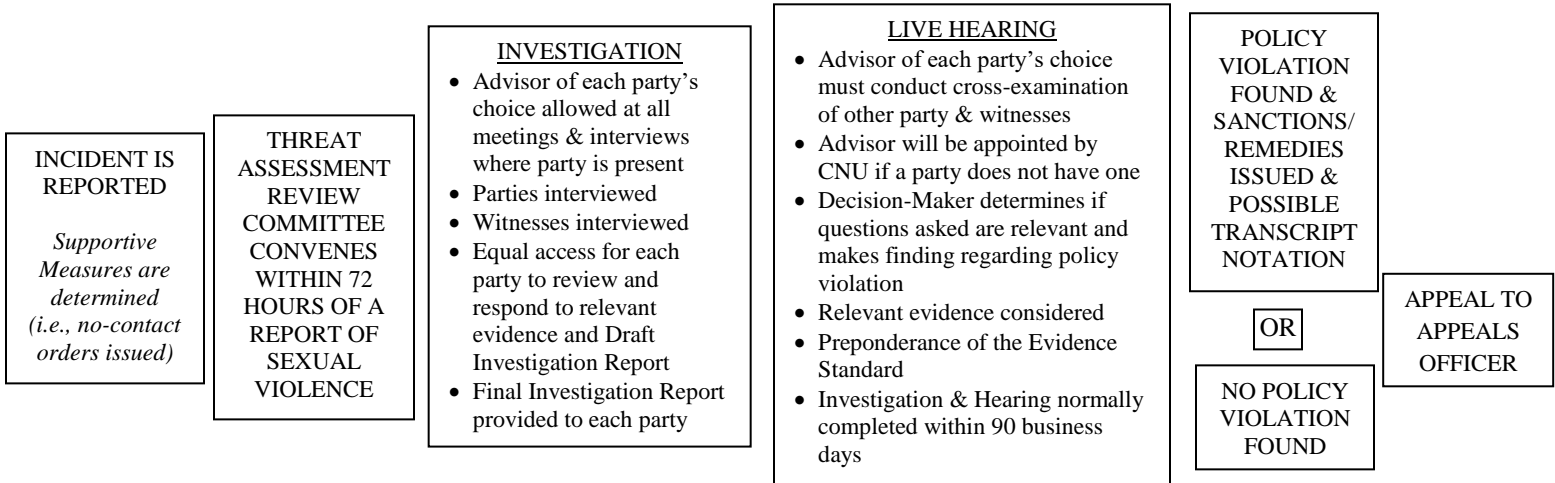 INCIDENT IS
REPORTED
Supportive
Measures are
determined
(i.e., no-contact
orders issued)
THREAT
ASSESSMENT
REVIEW
COMMITTEE
CONVENES
WITHIN 72
HOURS OF A
REPORT OF
SEXUAL
VIOLENCE
INVESTIGATION
• Advisor of each party’s
choice allowed at all
meetings & interviews
where party is present
• Parties interviewed
• Witnesses interviewed
• Equal access for each
party to review and
respond to relevant
evidence and Draft
Investigation Report
• Final Investigation Report
provided to each party
LIVE HEARING
• Advisor of each party’s choice
must conduct cross-examination
of other party & witnesses
• Advisor will be appointed by
CNU if a party does not have one
• Decision-Maker determines if
questions asked are relevant and
makes finding regarding policy
violation
• Relevant evidence considered
• Preponderance of the Evidence
Standard
• Investigation & Hearing normally
completed within 90 business
days
POLICY
VIOLATION
FOUND &
SANCTIONS/
REMEDIES
ISSUED &
POSSIBLE
TRANSCRIPT
NOTATION
OR
NO POLICY
VIOLATION
FOUND
APPEAL TO
APPEALS
OFFICER